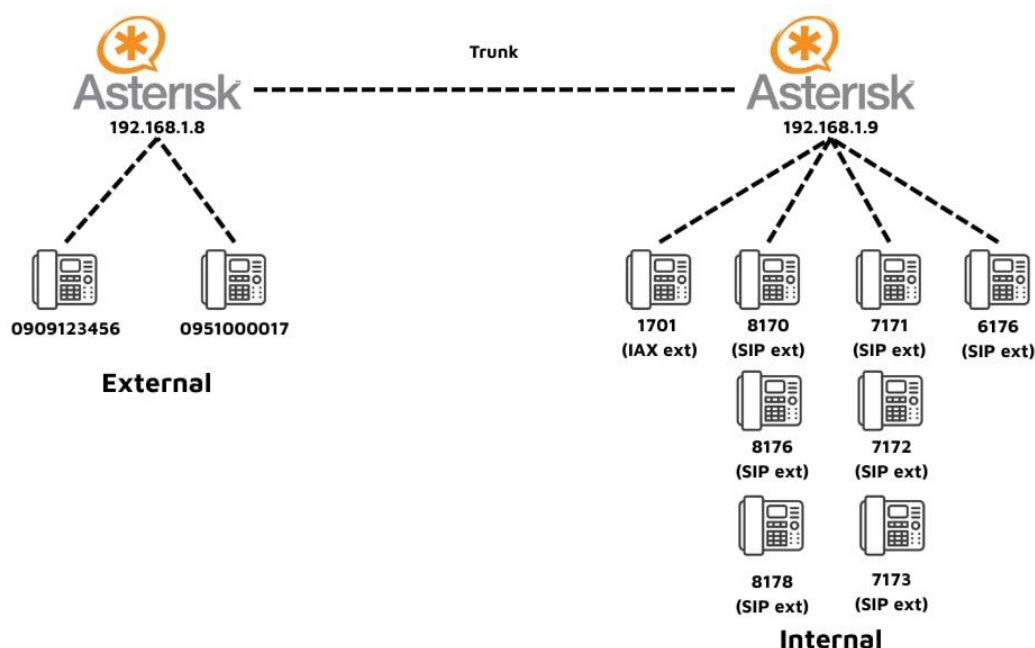 Trunk
Asterisk
192.168.1.8
Asterisk
192.168.1.9
0909123456
0951000017
External
1701
(IAX ext)
8170
(SIP ext)
7171
(SIP ext)
6176
(SIP ext)
8176
(SIP ext)
7172
(SIP ext)
8178
(SIP ext)
7173
(SIP ext)
Internal